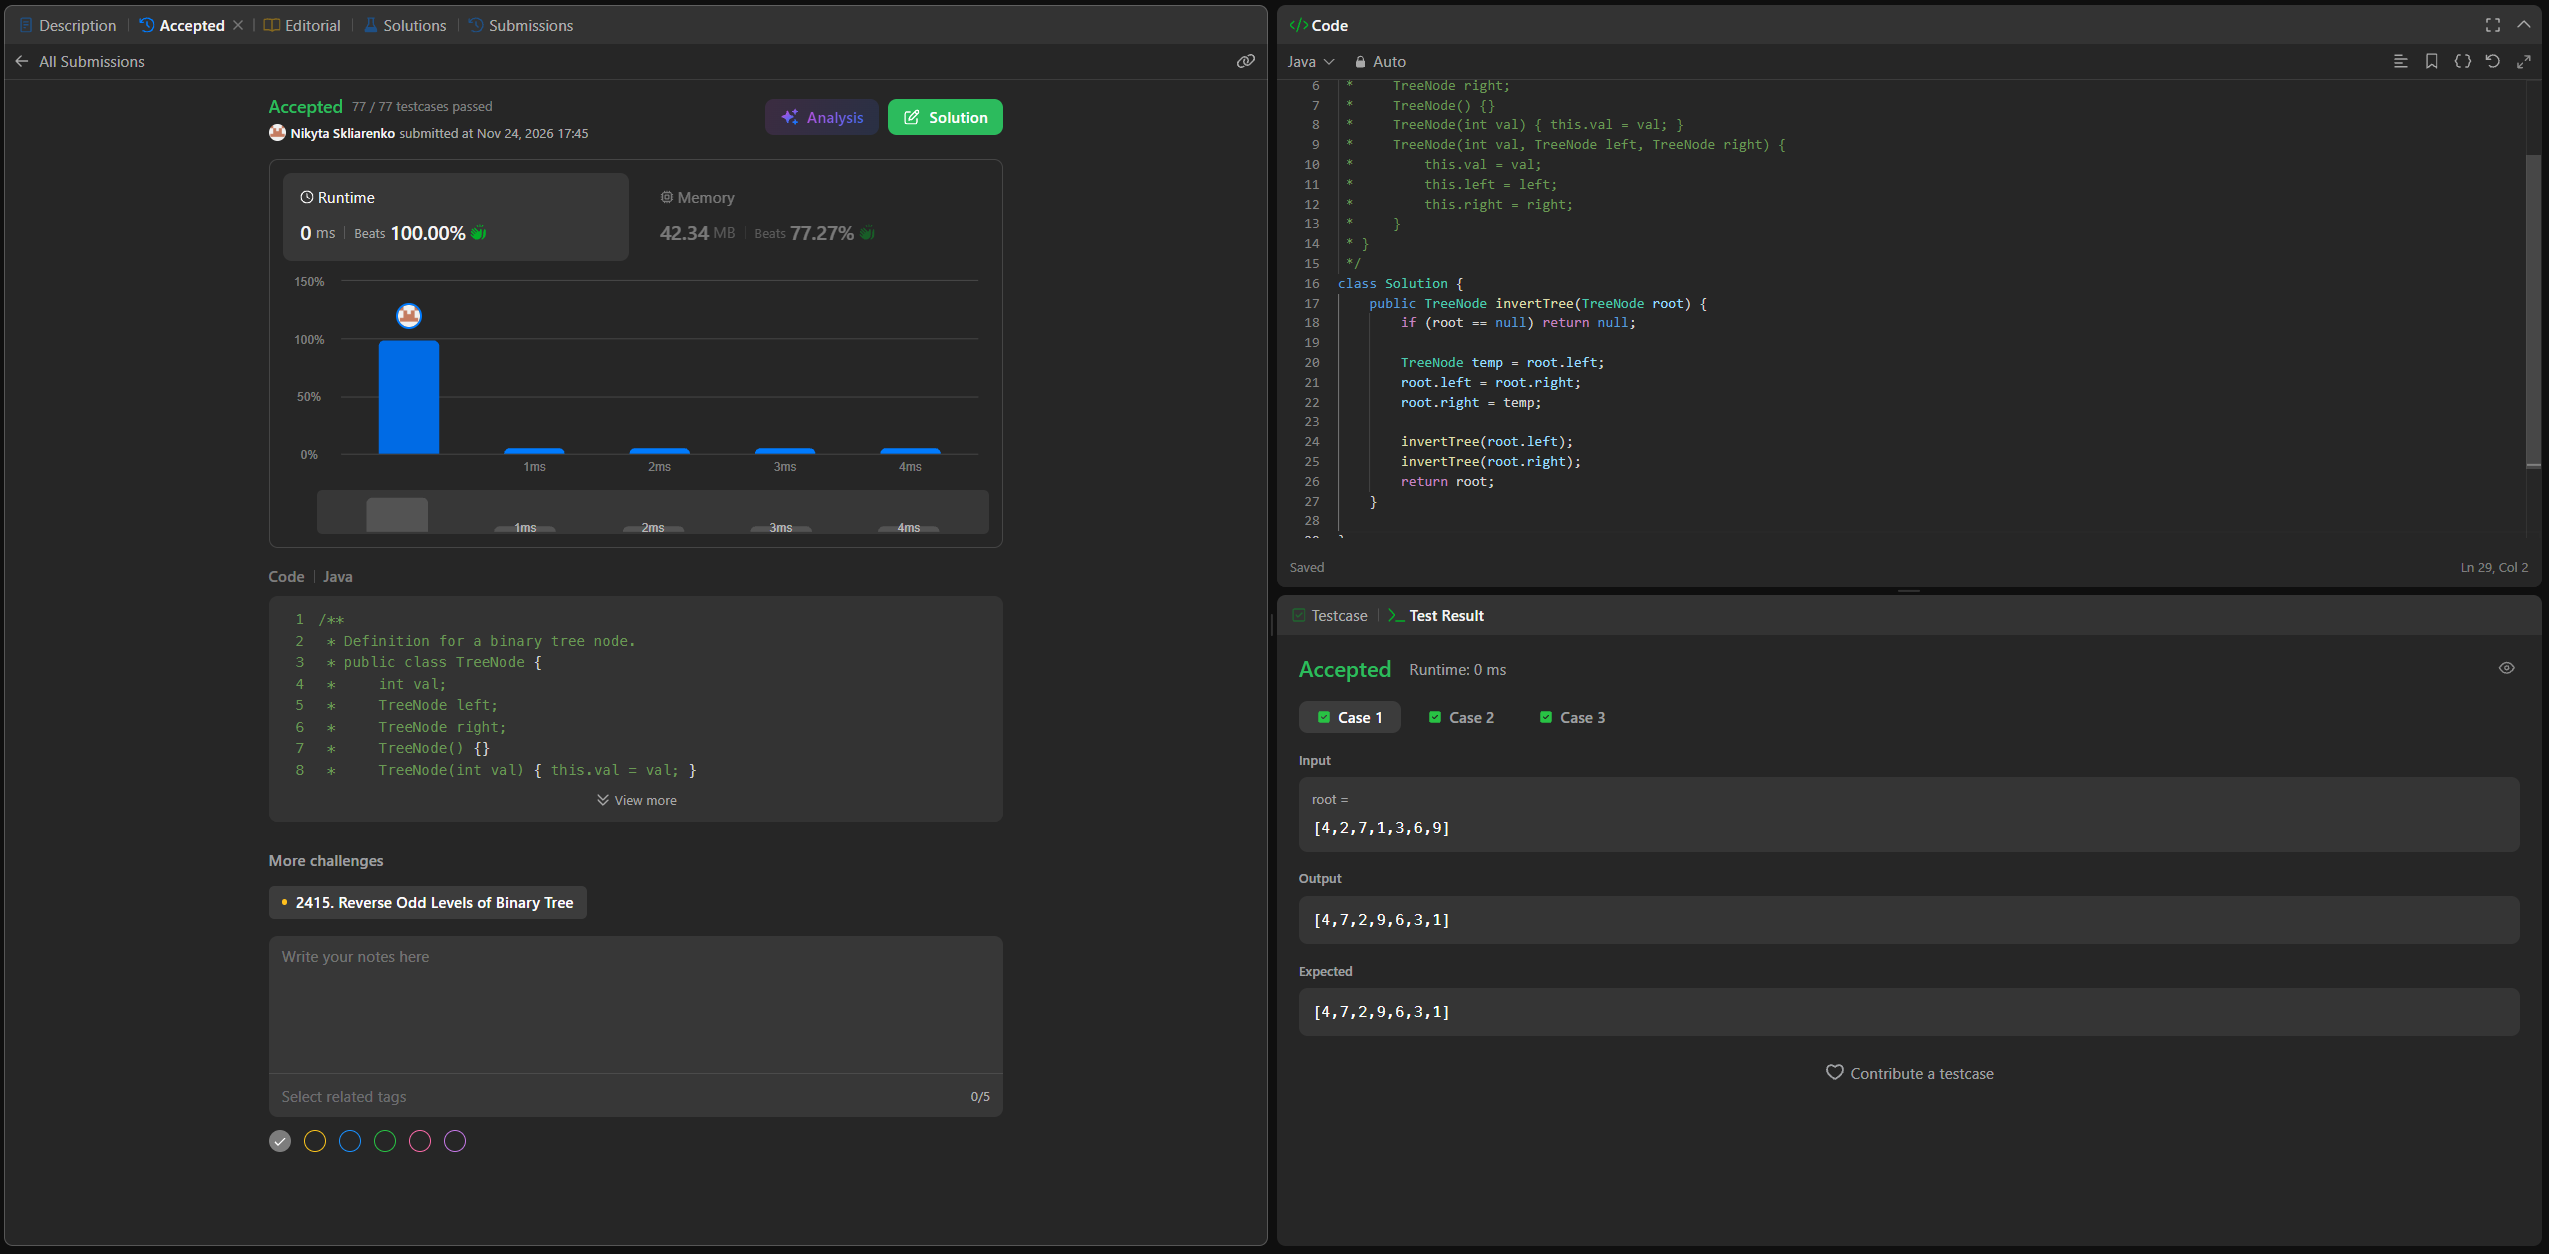 Description
Accepted
Editorial
Solutions
Submissions
All Submissions
Accepted 77 / 77 testcases passed
Nikyta Skliarenko submitted at Nov 24, 2026 17:45
Analysis
Solution
Runtime
0 ms Beats 100.00%
Memory
42.34 MB Beats 77.27%
150%
100%
50%
0%
1ms 2ms 3ms 4ms
1ms 2ms 3ms 4ms
Code Java
1 /**
2 * Definition for a binary tree node.
3 * public class TreeNode {
4 * int val;
5 * TreeNode left;
6 * TreeNode right;
7 * TreeNode() {}
8 * TreeNode(int val) { this.val = val; }
View more
More challenges
2415. Reverse Odd Levels of Binary Tree
Write your notes here
Select related tags 0/5
</> Code
Java Auto
6 * TreeNode right;
7 * TreeNode() {}
8 * TreeNode(int val) { this.val = val; }
9 * TreeNode(int val, TreeNode left, TreeNode right) {
10 * this.val = val;
11 * this.left = left;
12 * this.right = right;
13 * }
14 * }
15 */
16 class Solution {
17 public TreeNode invertTree(TreeNode root) {
18 if (root == null) return null;
19
20 TreeNode temp = root.left;
21 root.left = root.right;
22 root.right = temp;
23
24 invertTree(root.left);
25 invertTree(root.right);
26 return root;
27 }
28
Saved Ln 29, Col 2
Testcase
Test Result
Accepted Runtime: 0 ms
Case 1 Case 2 Case 3
Input
root =
[4,2,7,1,3,6,9]
Output
[4,7,2,9,6,3,1]
Expected
[4,7,2,9,6,3,1]
Contribute a testcase